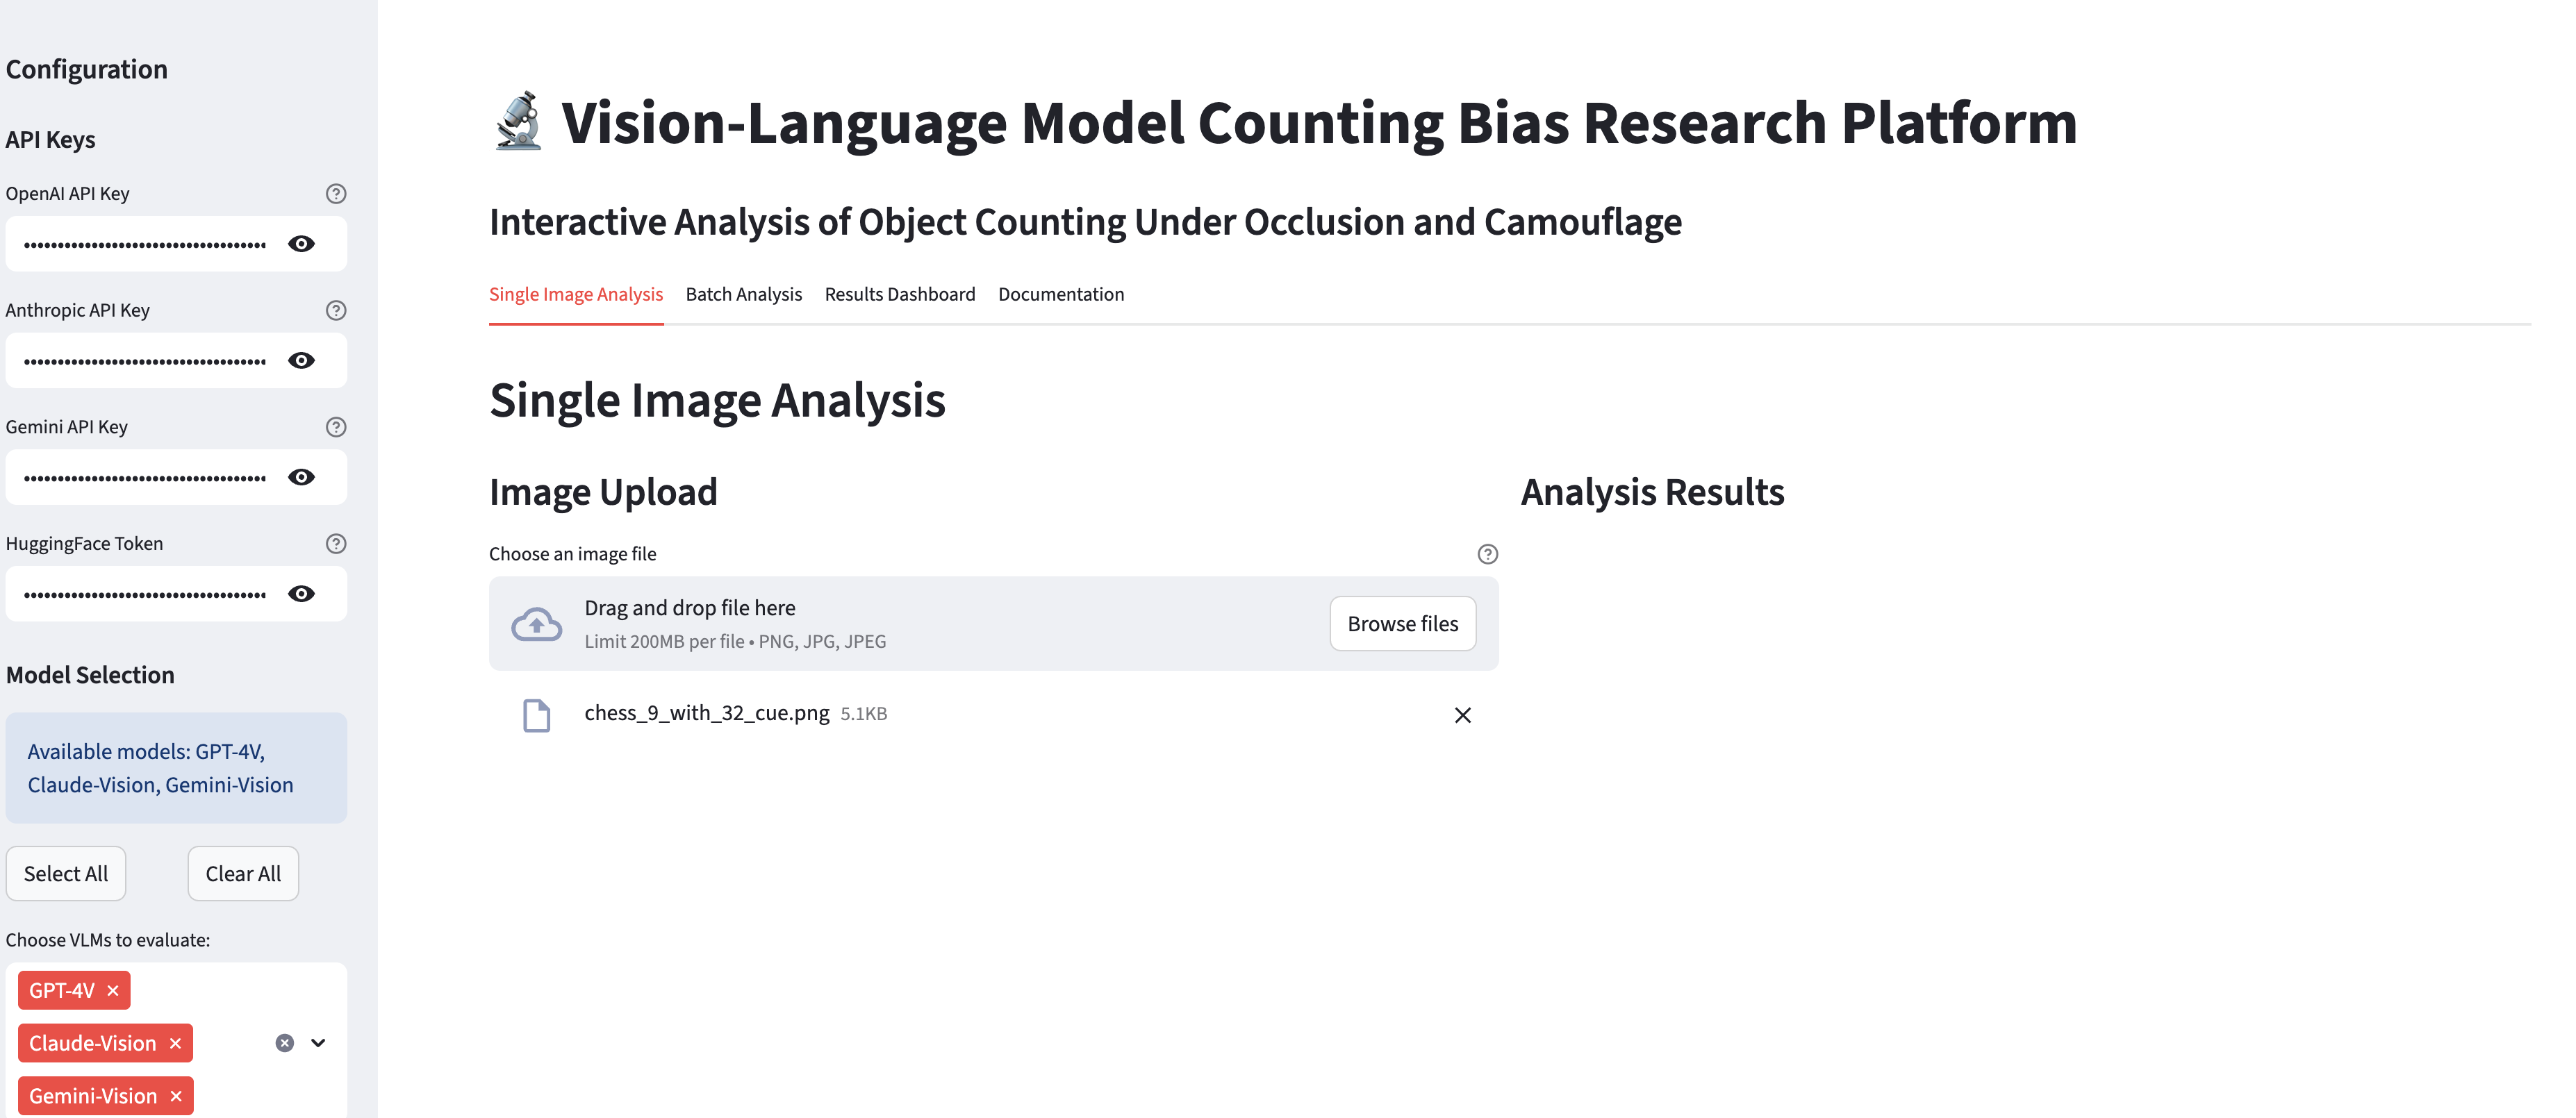 Configuration
API Keys
OpenAI API Key
Anthropic API Key
Gemini API Key
HuggingFace Token
Model Selection
Available models: GPT-4V,
Claude-Vision, Gemini-Vision
Select All
Clear All
Choose VLMs to evaluate:
GPT-4V
Claude-Vision
Gemini-Vision
Vision-Language Model Counting Bias Research Platform
Interactive Analysis of Object Counting Under Occlusion and Camouflage
Single Image Analysis
Batch Analysis
Results Dashboard
Documentation
Single Image Analysis
Image Upload
Choose an image file
Drag and drop file here
Limit 200MB per file • PNG, JPG, JPEG
Browse files
chess_9_with_32_cue.png 5.1KB
Analysis Results